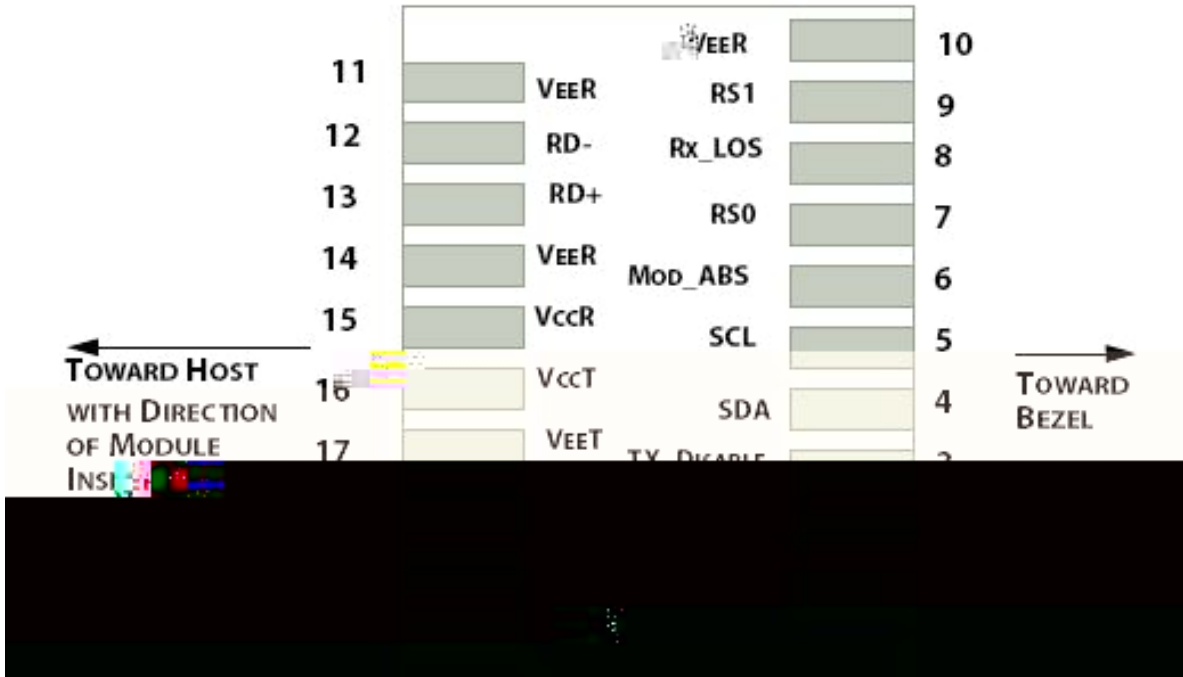 VEER 10
11 VEER RS1 9
12 RD- Rx_LOS 8
13 RD+ RS0 7
14 VEER MOD_ABS 6
15 VCCR SCL 5
TOWARD HOST
WITH DIRECTION
OF MODULE
16 VCCT SDA 4
17 VEET
TOWARD
BEZEL